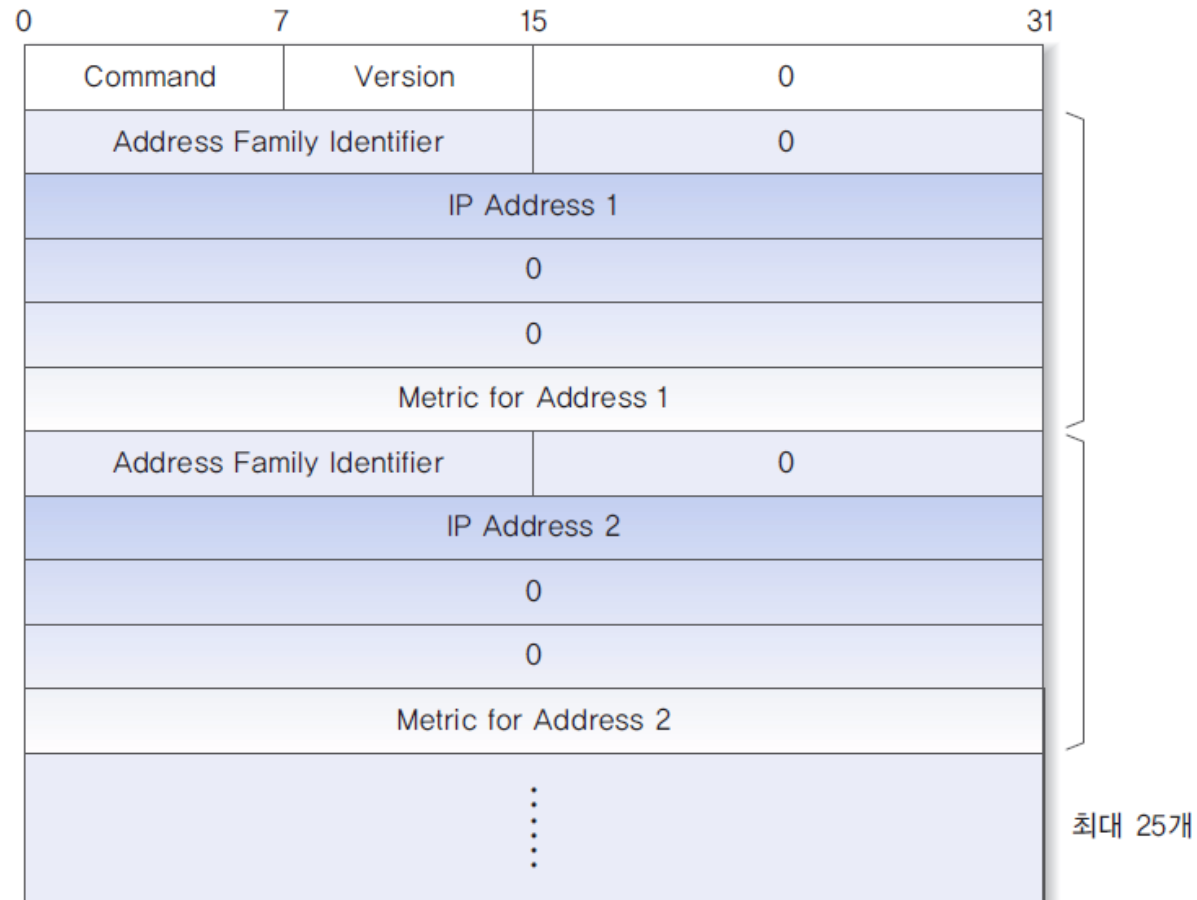 0 7 15 31
Command Version 0
Address Family Identifier 0
IP Address 1
0
0
Metric for Address 1
Address Family Identifier 0
IP Address 2
0
0
Metric for Address 2
최대 25개